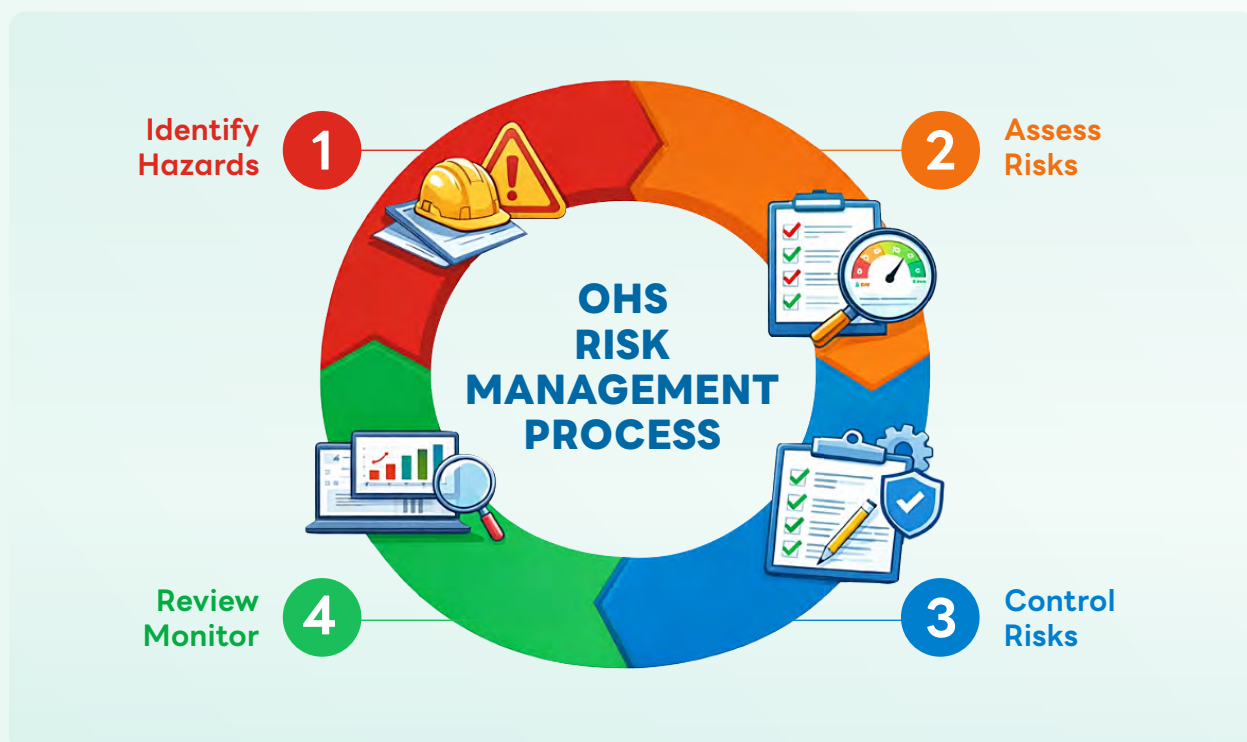 Identify
Hazards
1
2
Assess
Risks
OHS
RISK
MANAGEMENT
PROCESS
Review
Monitor
4
3
Control
Risks